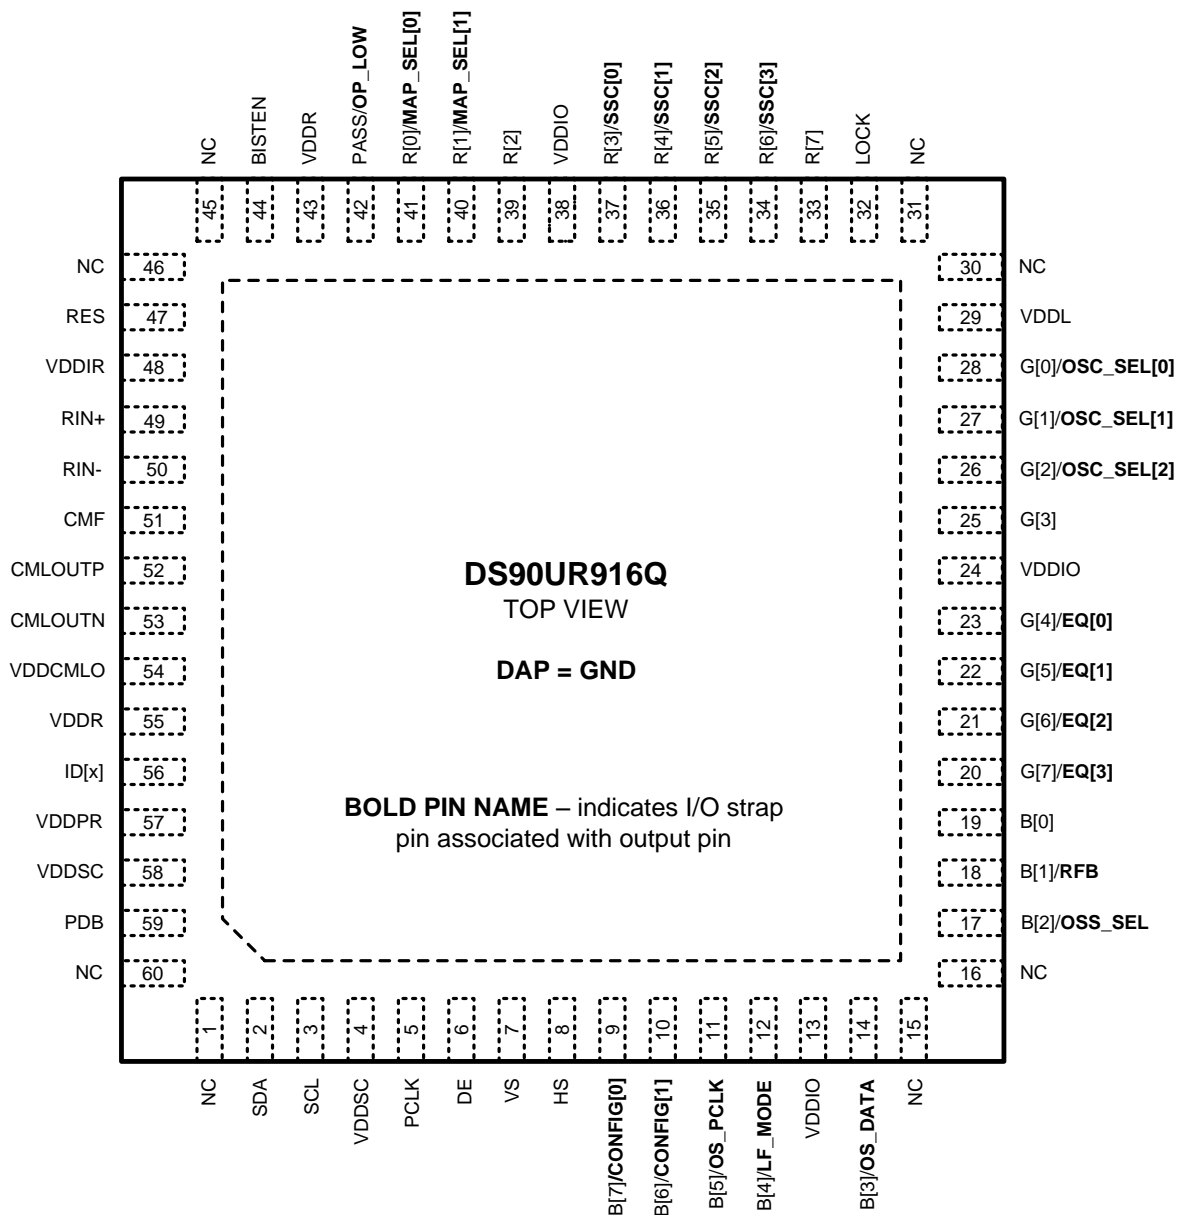 NC
BISTEN
VDDR
PASS/OP_LOW
R[0]/MAP_SEL[0]
R[1]/MAP_SEL[1]
R[2]
VDDIO
R[3]/SSC[0]
R[4]/SSC[1]
R[5]/SSC[2]
R[6]/SSC[3]
R[7]
LOCK
NC
45
44
43
42
41
40
39
38
37
36
35
34
33
32
31
NC 46
RES 47
VDDIR 48
RIN+ 49
RIN- 50
CMF 51
CMLOUTP 52
CMLOUTN 53
VDDCMLO 54
VDDR 55
ID[x] 56
VDDPR 57
VDDSC 58
PDB 59
NC 60
DS90UR916Q
TOP VIEW
DAP = GND
BOLD PIN NAME – indicates I/O strap
pin associated with output pin
30 NC
29 VDDL
28 G[0]/OSC_SEL[0]
27 G[1]/OSC_SEL[1]
26 G[2]/OSC_SEL[2]
25 G[3]
24 VDDIO
23 G[4]/EQ[0]
22 G[5]/EQ[1]
21 G[6]/EQ[2]
20 G[7]/EQ[3]
19 B[0]
18 B[1]/RFB
17 B[2]/OSS_SEL
16 NC
1
2
3
4
5
6
7
8
9
10
11
12
13
14
15
NC
SDA
SCL
VDDSC
PCLK
DE
VS
HS
B[7]/CONFIG[0]
B[6]/CONFIG[1]
B[5]/OS_PCLK
B[4]/LF_MODE
VDDIO
B[3]/OS_DATA
NC